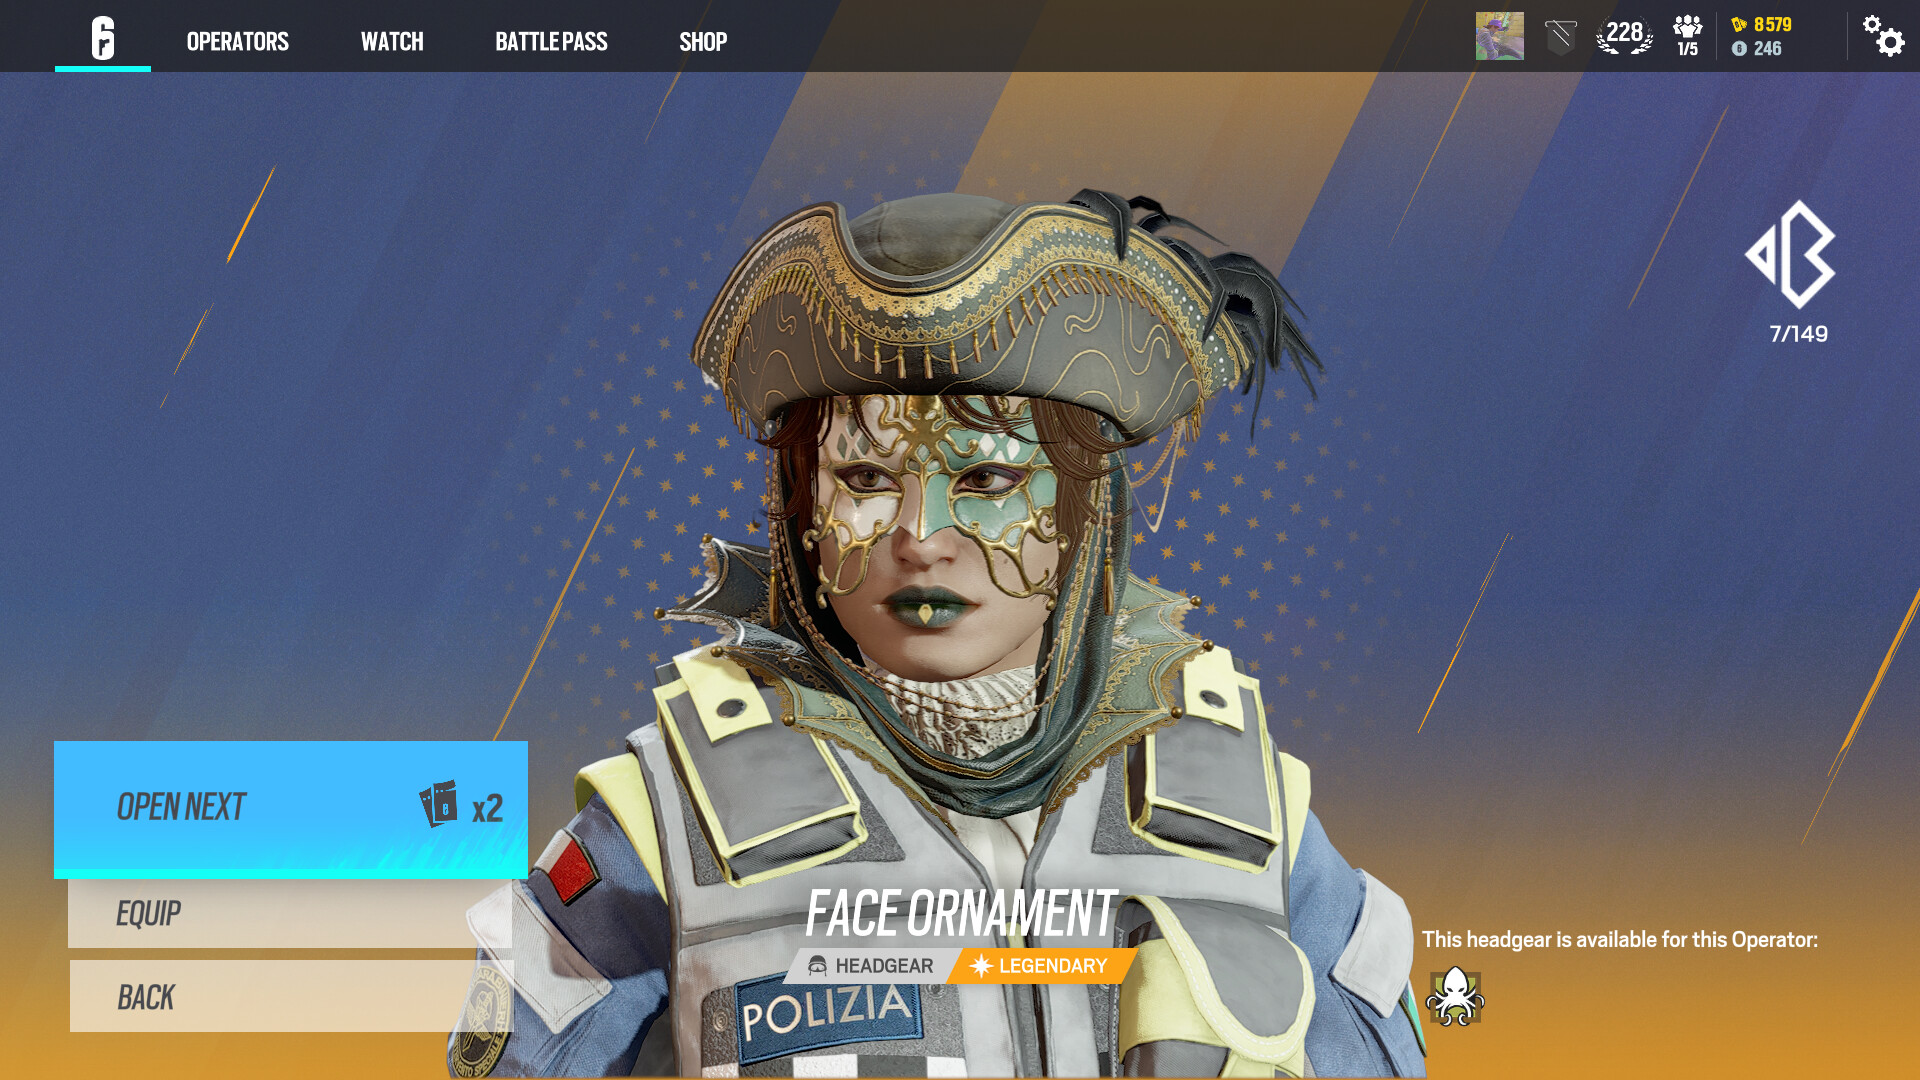 OPERATORS
WATCH
BATTLE PASS
SHOP
228
1/5
8579
246
7/149
OPEN NEXT
x2
EQUIP
BACK
FACE ORNAMENT
HEADGEAR
LEGENDARY
POLIZIA
This headgear is available for this Operator: